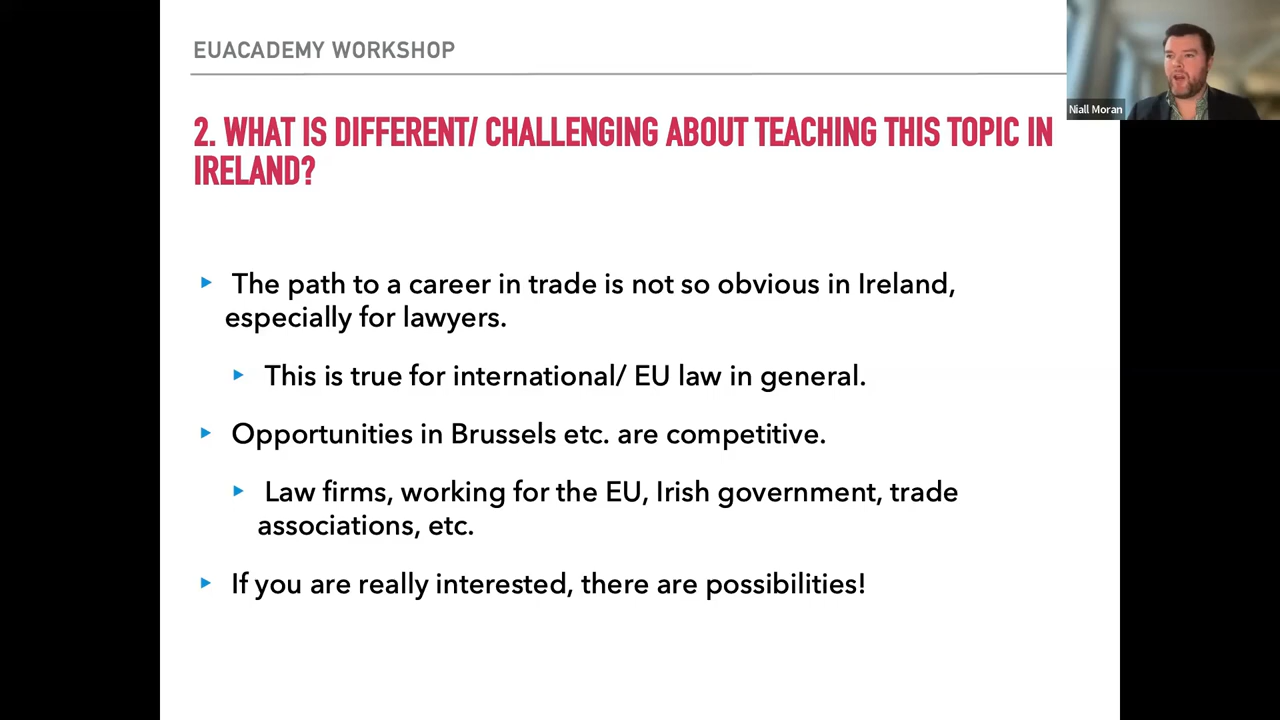 EUACADEMY WORKSHOP
Niall Moran
2. WHAT IS DIFFERENT/ CHALLENGING ABOUT TEACHING THIS TOPIC IN
IRELAND?
The path to a career in trade is not so obvious in Ireland,
especially for lawyers.
This is true for international/ EU law in general.
Opportunities in Brussels etc. are competitive.
Law firms, working for the EU, Irish government, trade
associations, etc.
If you are really interested, there are possibilities!